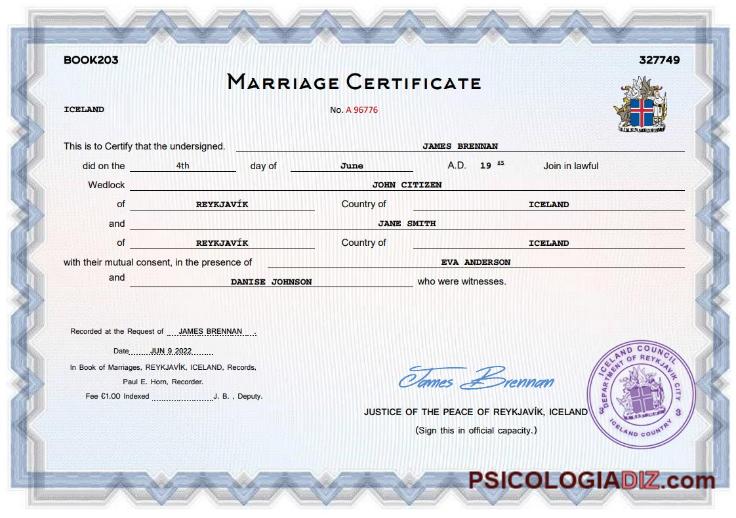 BOOK203
327749
MARRIAGE CERTIFICATE
ICELAND
No. A 96776
This is to Certify that the undersigned. JAMES BRENNAN
did on the 4th day of June A.D. 19 85 Join in lawful
Wedlock JOHN CITIZEN
of REYKJAVÍK Country of ICELAND
and JANE SMITH
of REYKJAVÍK Country of ICELAND
with their mutual consent, in the presence of EVA ANDERSON
and DANISE JOHNSON who were witnesses.
Recorded at the Request of JAMES BRENNAN .
Date JUN 9 2022
In Book of Marriages, REYKJAVÍK, ICELAND, Records,
Paul E. Horn, Recorder.
Fee €1.00 Indexed J. B. , Deputy.
James Brennan
JUSTICE OF THE PEACE OF REYKJAVÍK, ICELAND
(Sign this in official capacity.)
ICELAND COUNCIL
DEPARTMENT OF REYKJAVIK CITY
3 3
ICELAND COUNTRY
PSICOLOGIADIZ.com